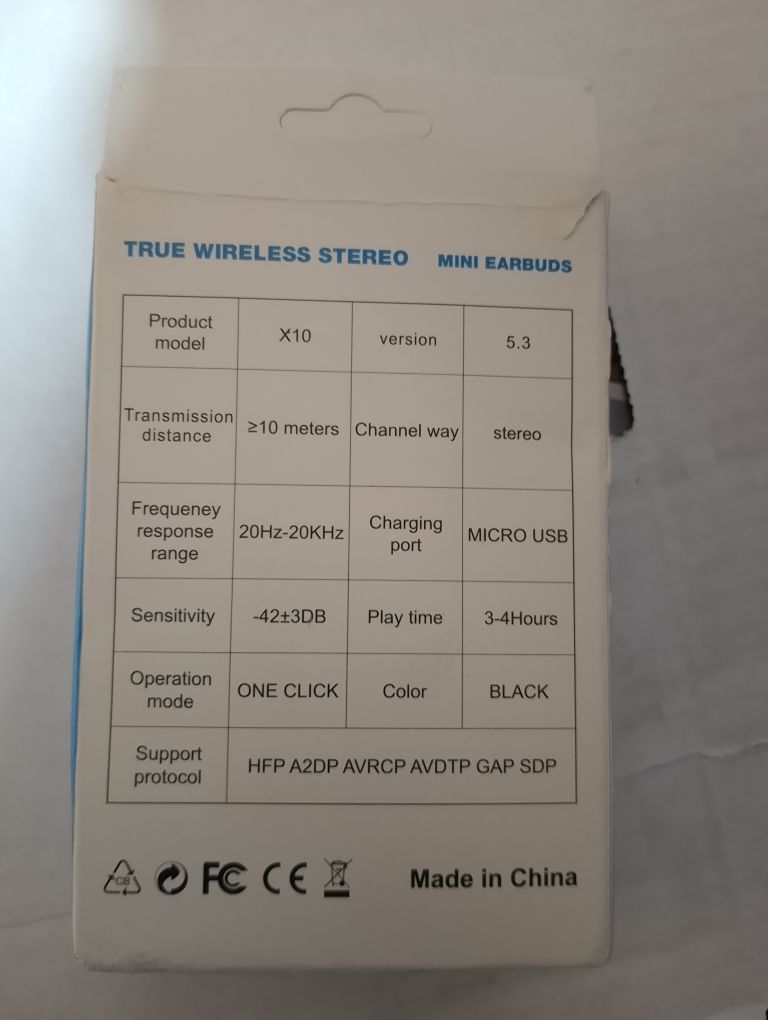 TRUE WIRELESS STEREO MINI EARBUDS
Product
model
X10
version
5.3
Transmission
distance
≥10 meters
Channel way
stereo
Frequeney
response
range
20Hz-20KHz
Charging
port
MICRO USB
Sensitivity
-42±3DB
Play time
3-4Hours
Operation
mode
ONE CLICK
Color
BLACK
Support
protocol
HFP A2DP AVRCP AVDTP GAP SDP
CB
FC CE
Made in China